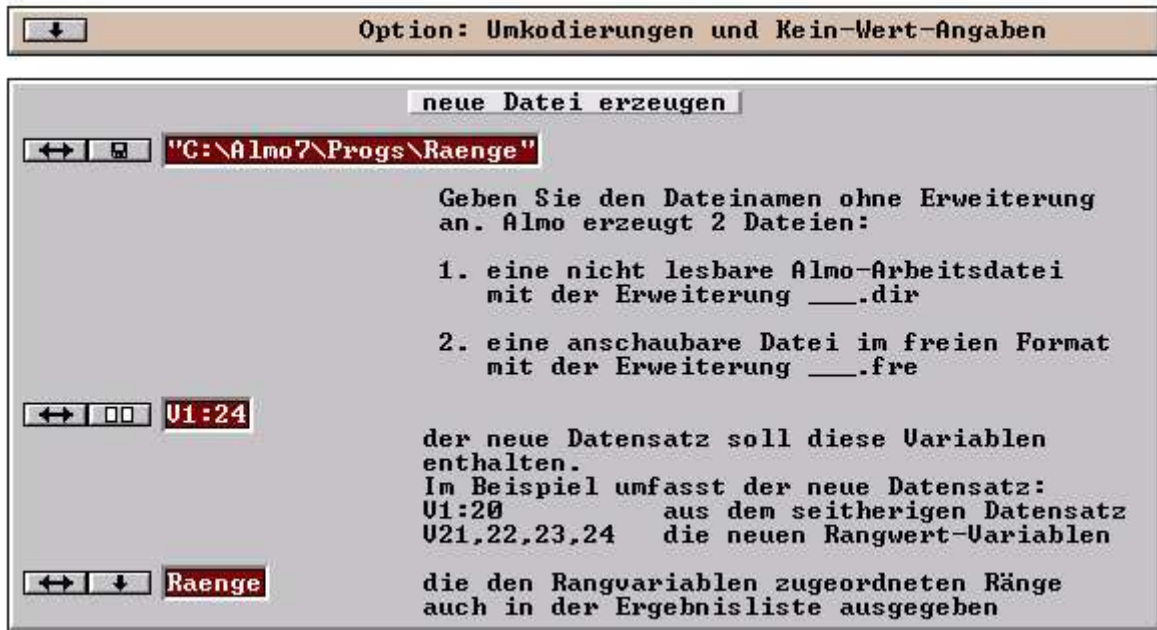 Option: Umkodierungen und Kein-Wert-Angaben
neue Datei erzeugen
"C:\Almo7\Progs\Raenge"
Geben Sie den Dateinamen ohne Erweiterung
an. Almo erzeugt 2 Dateien:
1. eine nicht lesbare Almo-Arbeitsdatei
mit der Erweiterung ___.dir
2. eine anschaubare Datei im freien Format
mit der Erweiterung ___.fre
V1:24
der neue Datensatz soll diese Variablen
enthalten.
Im Beispiel umfasst der neue Datensatz:
V1:20 aus dem seitherigen Datensatz
V21,22,23,24 die neuen Rangwert-Variablen
Raenge
die den Rangvariablen zugeordneten Ränge
auch in der Ergebnisliste ausgegeben